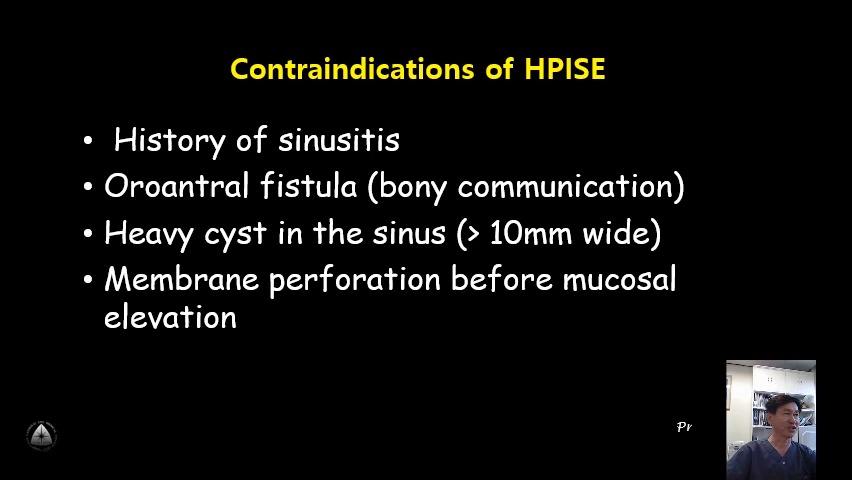 Contraindications of HPISE
• History of sinusitis
• Oroantral fistula (bony communication)
• Heavy cyst in the sinus (> 10mm wide)
• Membrane perforation before mucosal
elevation
Pr